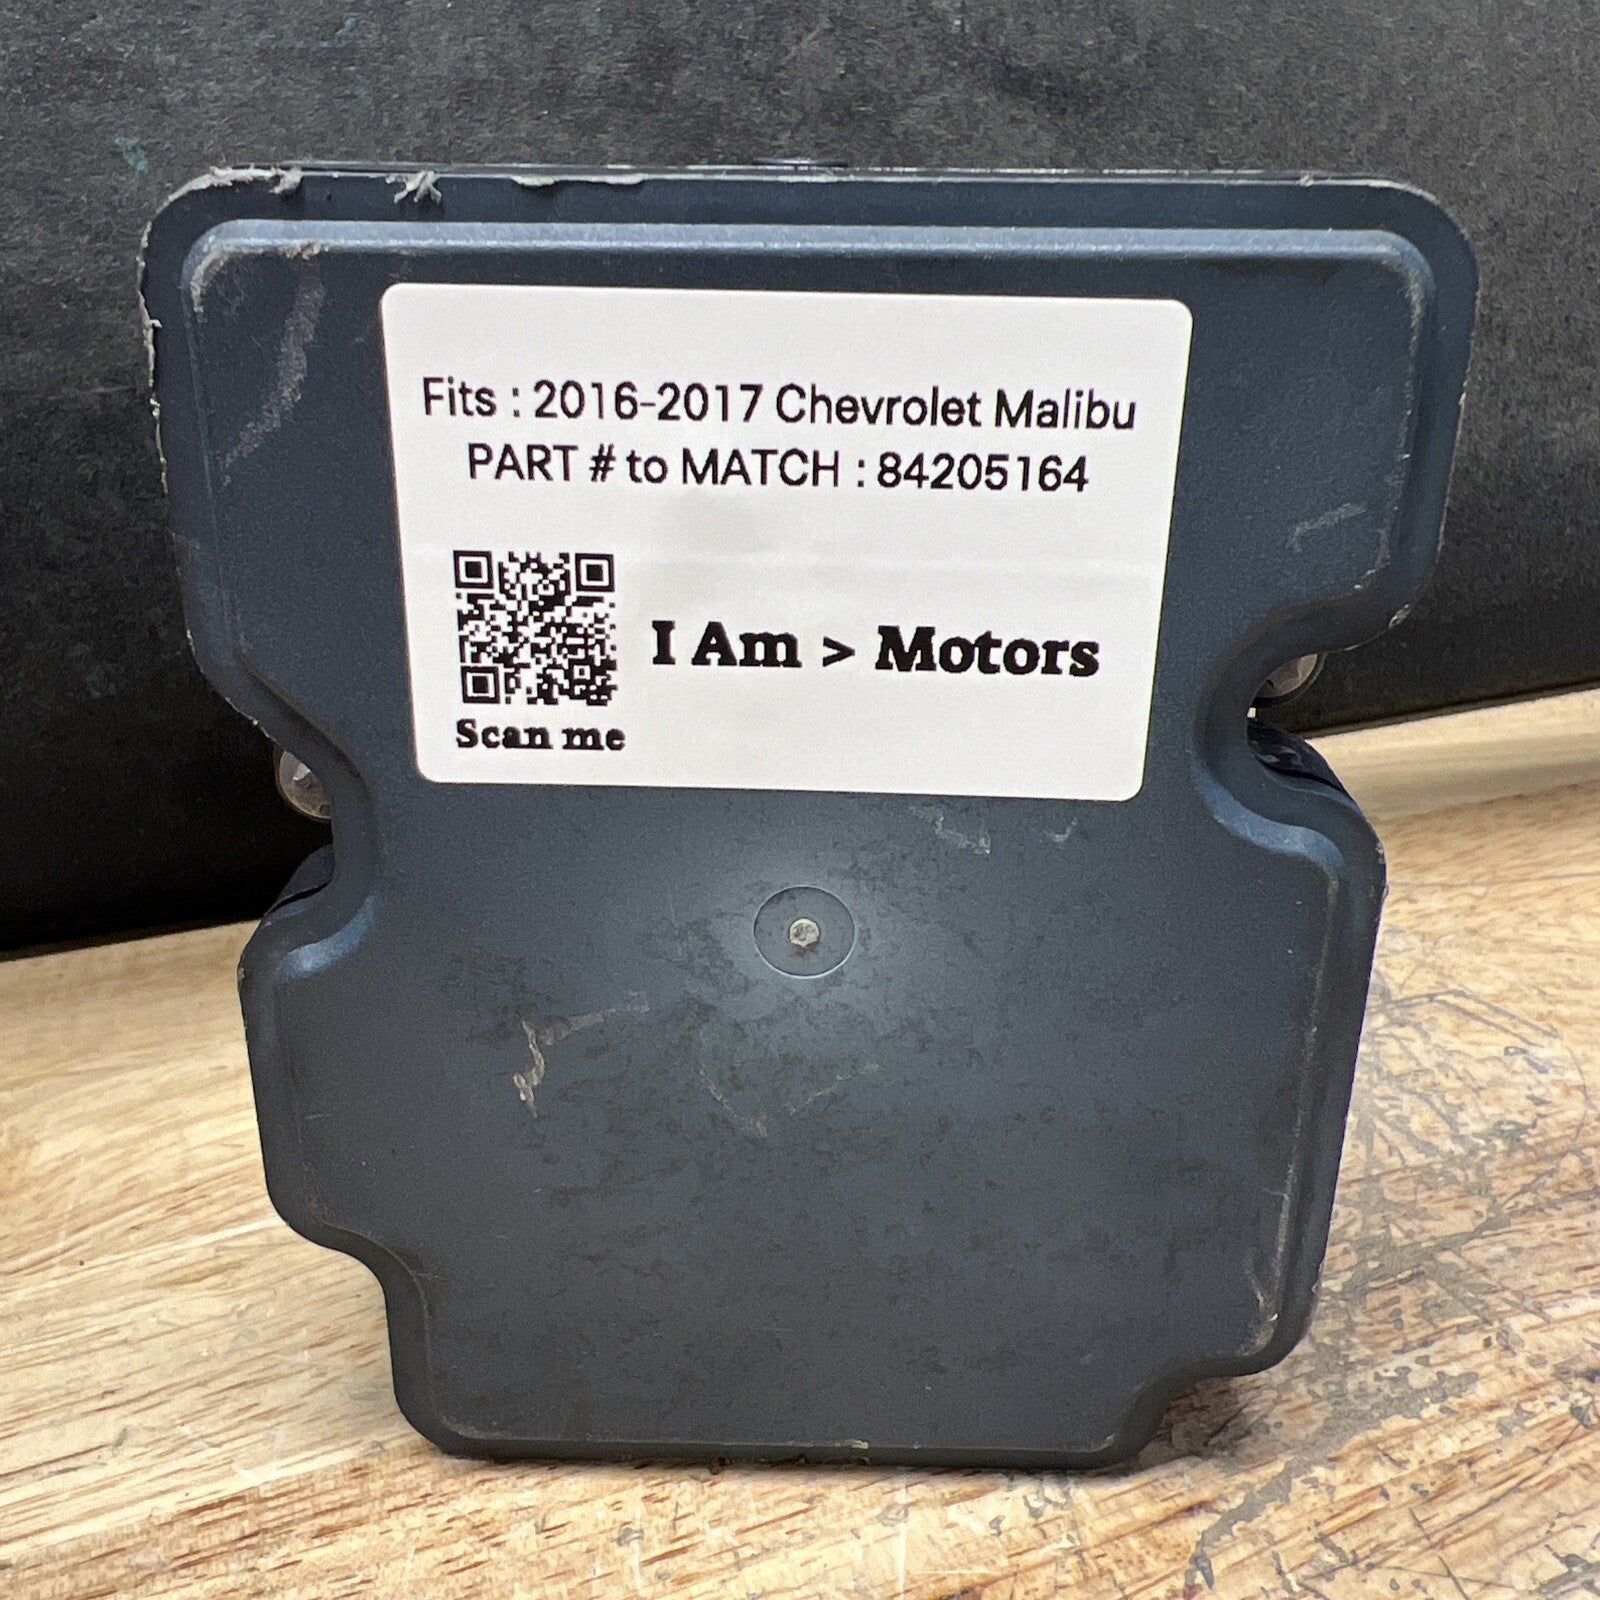 Fits : 2016-2017 Chevrolet Malibu
PART # to MATCH : 84205164
I Am > Motors
Scan me